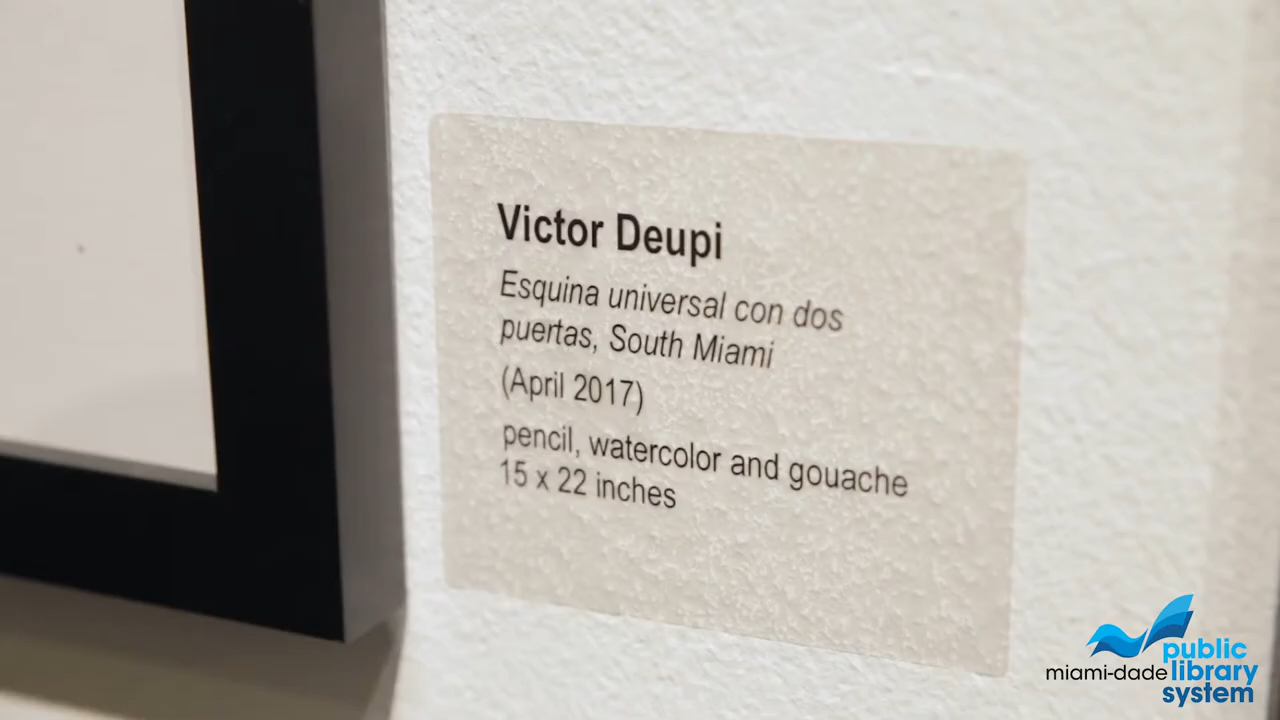 Victor Deupi
Esquina universal con dos
puertas, South Miami
(April 2017)
pencil, watercolor and gouache
15 x 22 inches
public
miami-dade library
system